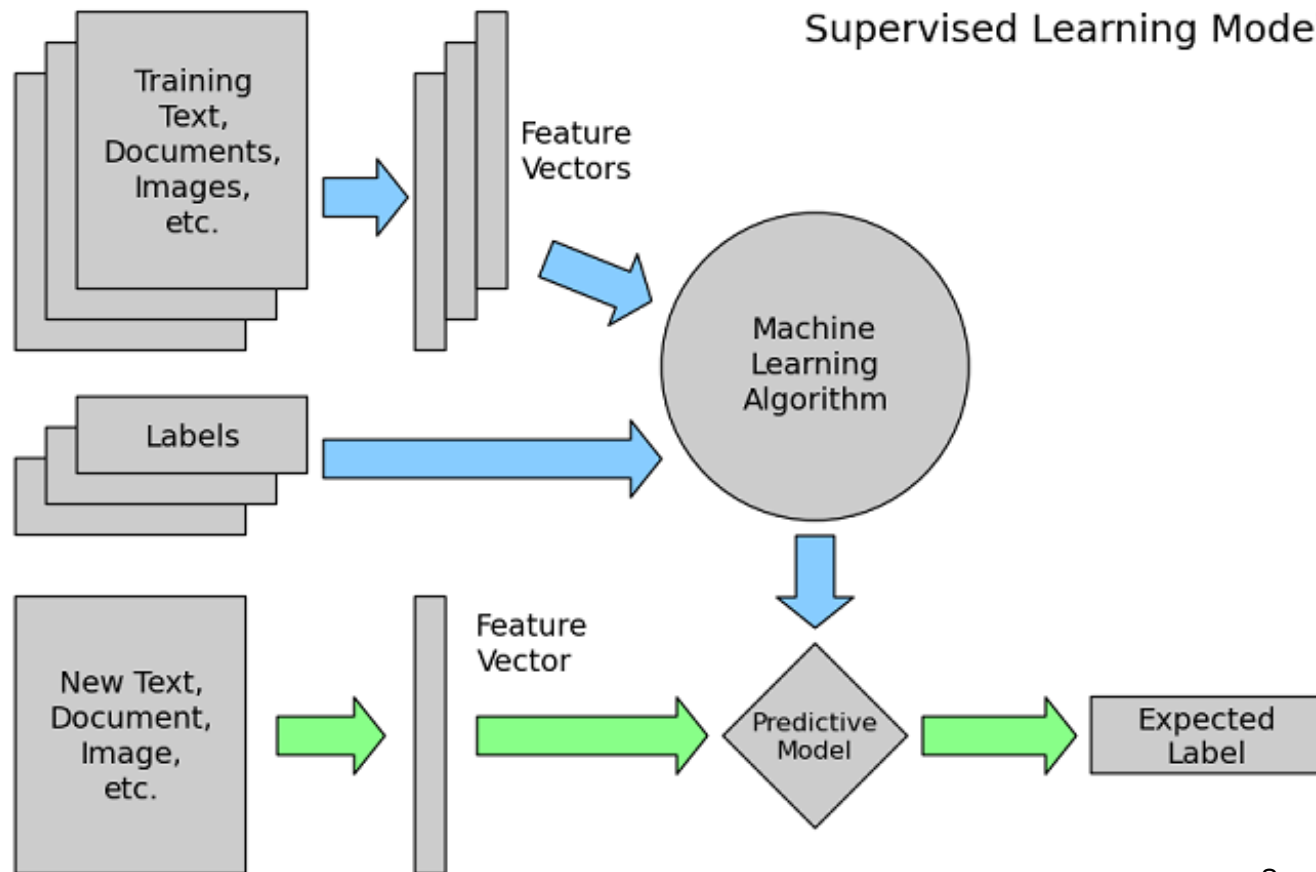 Supervised Learning Mode
Training
Text,
Documents,
Images,
etc.
Feature
Vectors
Machine
Learning
Algorithm
Labels
New Text,
Document,
Image,
etc.
Feature
Vector
Predictive
Model
Expected
Label